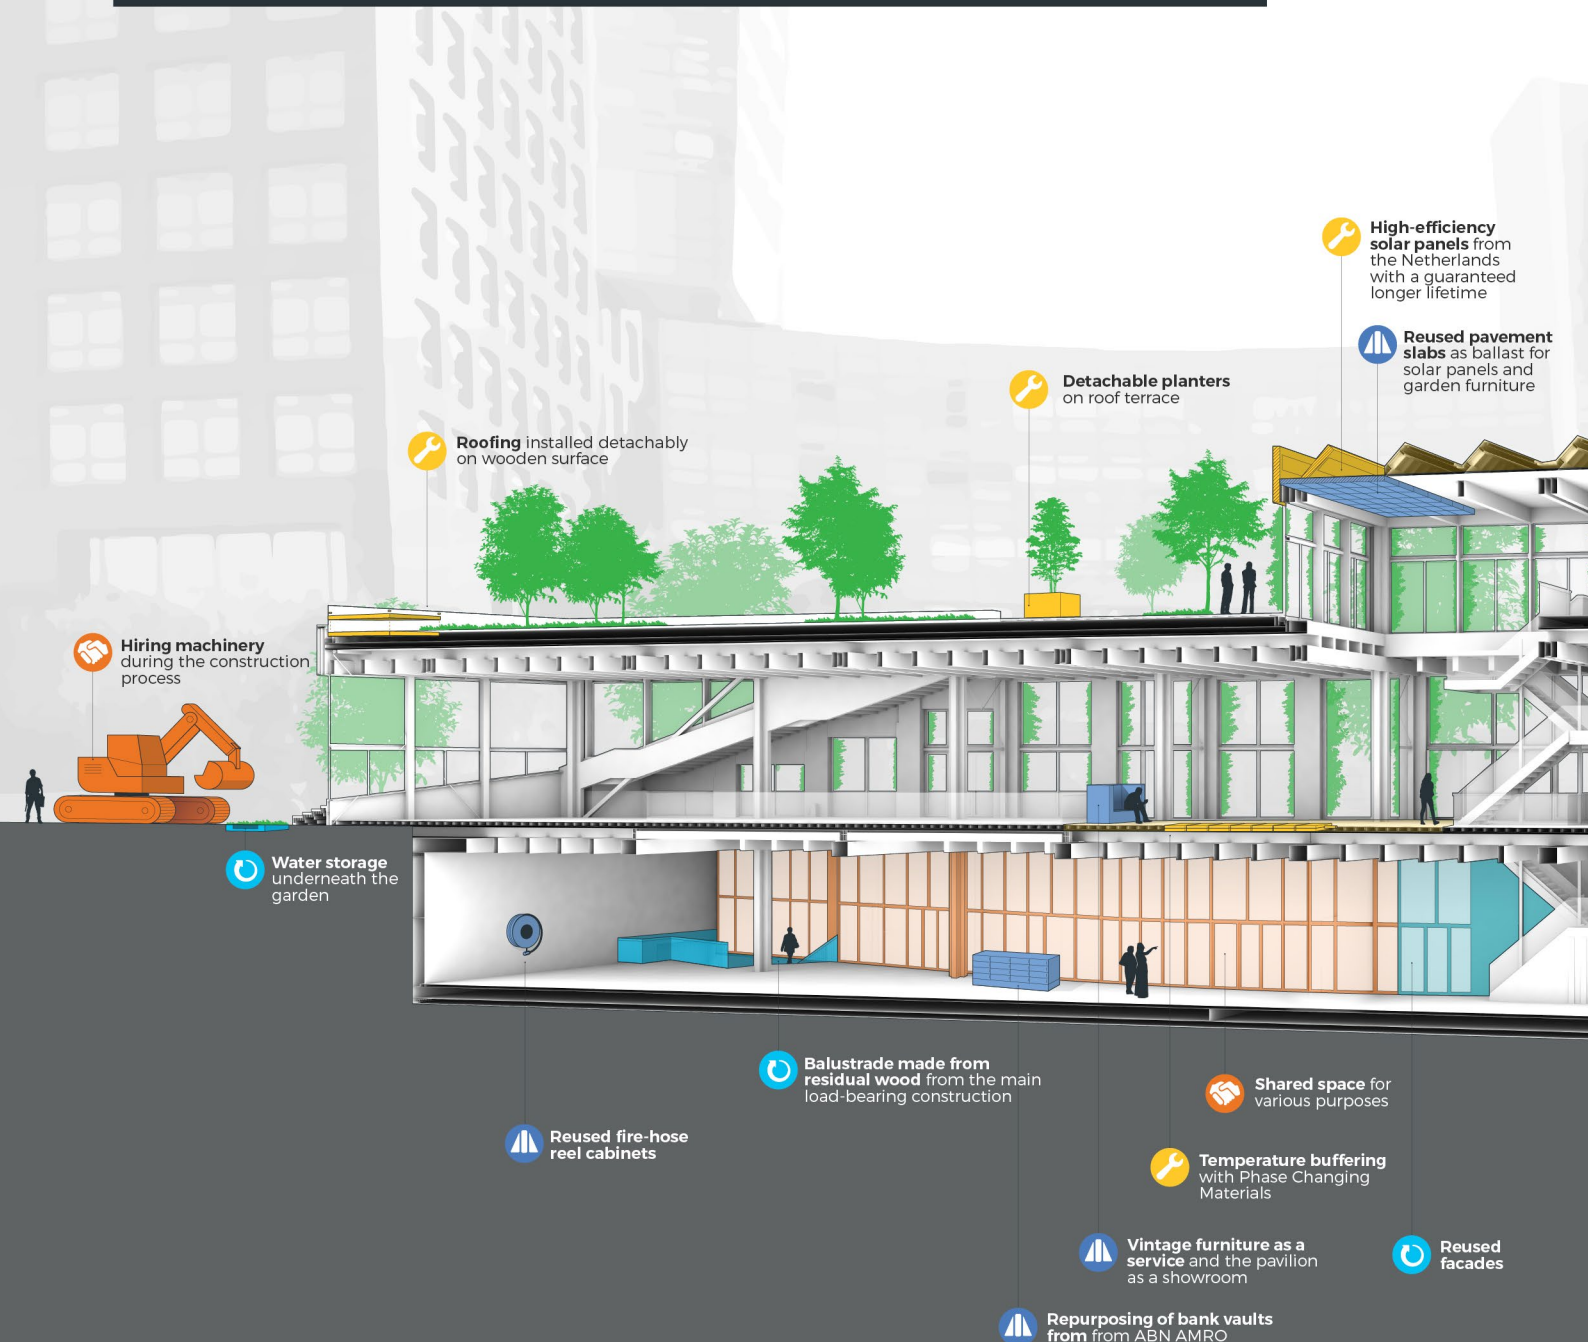 High-efficiency
solar panels from
the Netherlands
with a guaranteed
longer lifetime
Reused pavement
slabs as ballast for
solar panels and
garden furniture
Detachable planters
on roof terrace
Roofing installed detachably
on wooden surface
Hiring machinery
during the construction
process
Water storage
underneath the
garden
Balustrade made from
residual wood from the main
load-bearing construction
Shared space for
various purposes
Reused fire-hose
reel cabinets
Temperature buffering
with Phase Changing
Materials
Vintage furniture as a
service and the pavilion
as a showroom
Reused
facades
Repurposing of bank vaults
from from ABN AMRO